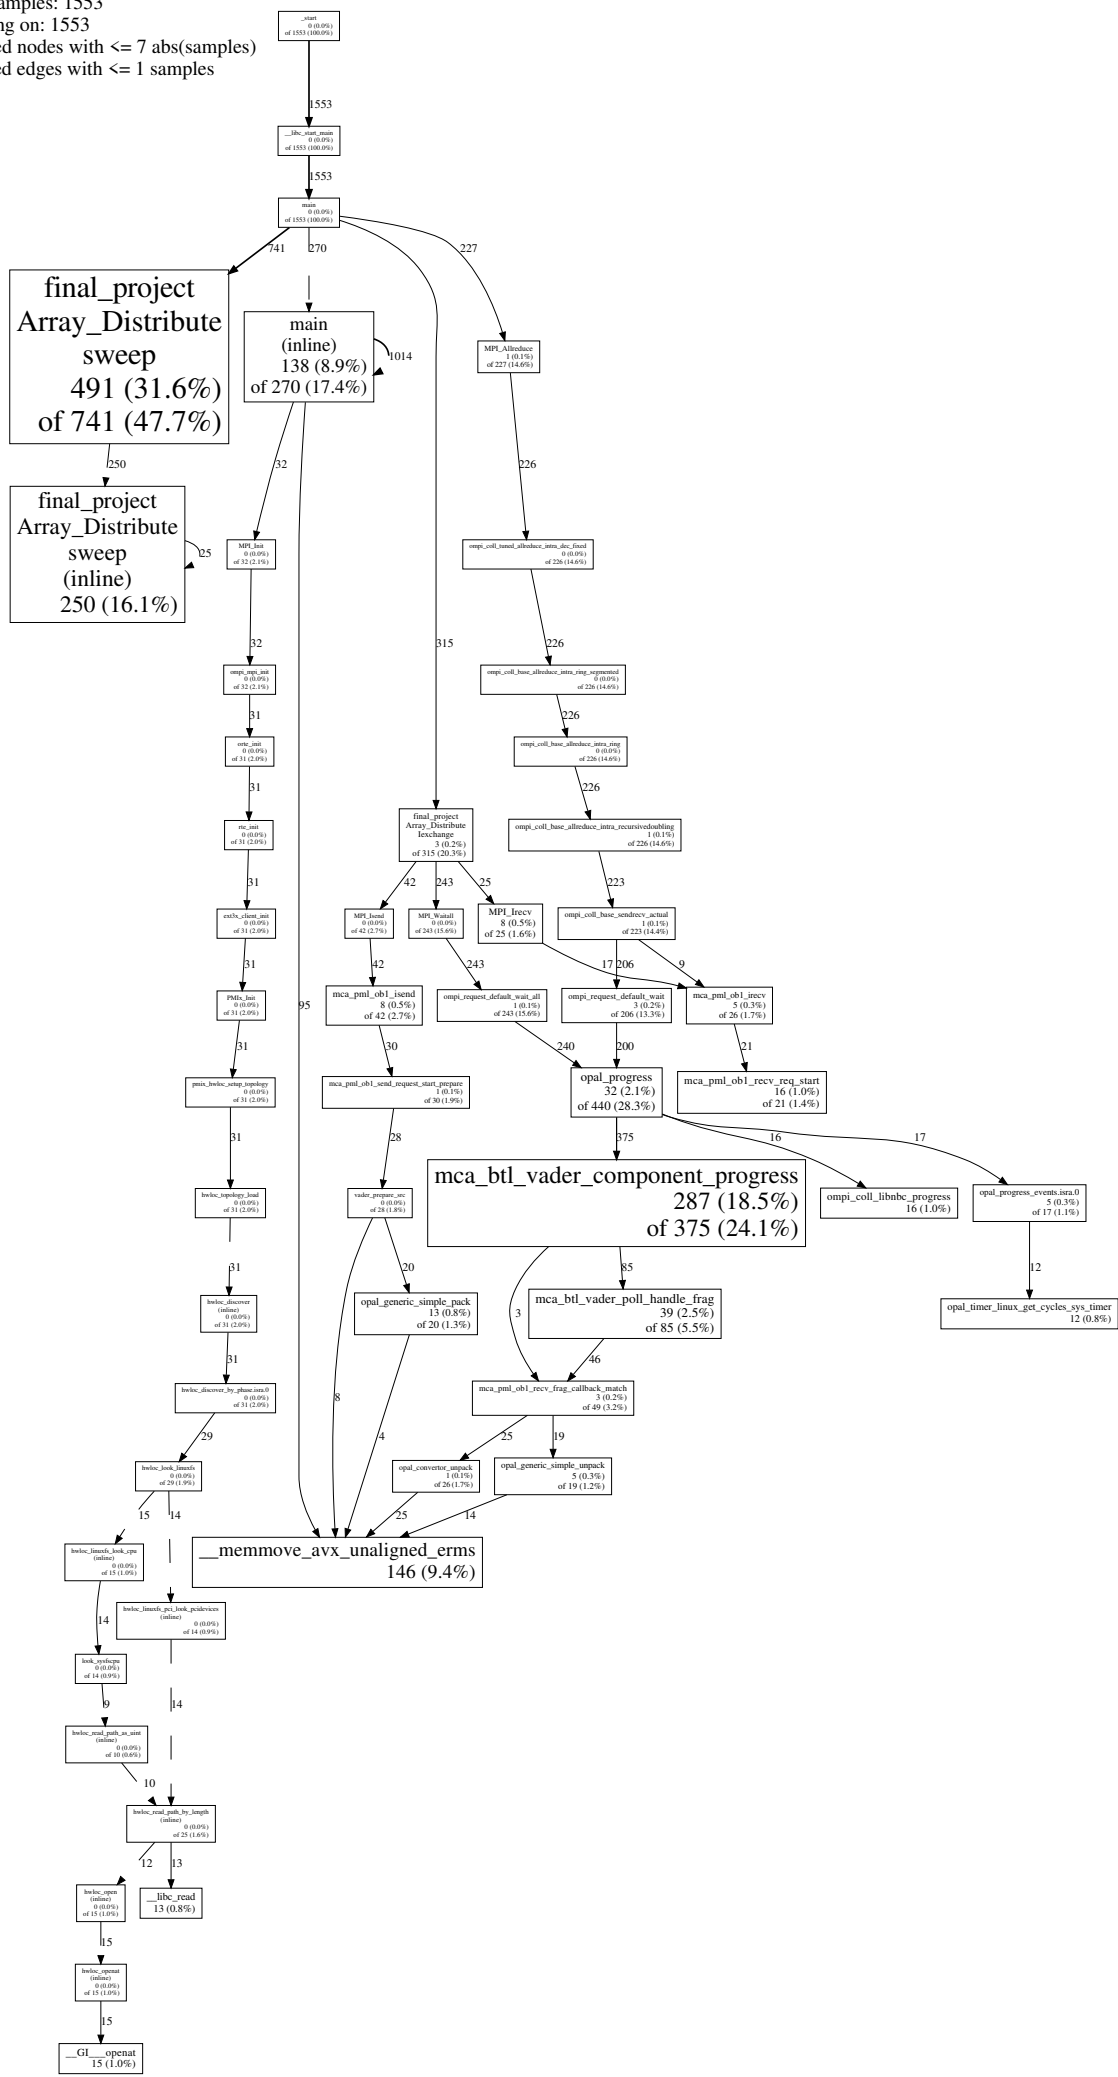 amples: 1553
ng on: 1553
ed nodes with <= 7 abs(samples)
ed edges with <= 1 samples
_start
0 (0.0%)
of 1553 (100.0%)
1553
__libc_start_main
0 (0.0%)
of 1553 (100.0%)
1553
main
0 (0.0%)
of 1553 (100.0%)
741
270
227
final_project
Array_Distribute
sweep
491 (31.6%)
of 741 (47.7%)
main
(inline)
138 (8.9%)
of 270 (17.4%)
1014
MPI_Allreduce
1 (0.1%)
of 227 (14.6%)
250
32
226
final_project
Array_Distribute
sweep
(inline)
250 (16.1%)
25
MPI_Init
0 (0.0%)
of 32 (2.1%)
ompi_coll_tuned_allreduce_intra_dec_fixed
0 (0.0%)
of 226 (14.6%)
32
315
226
ompi_mpi_init
0 (0.0%)
of 32 (2.1%)
ompi_coll_base_allreduce_intra_ring_segmented
0 (0.0%)
of 226 (14.6%)
31
226
orte_init
0 (0.0%)
of 31 (2.0%)
ompi_coll_base_allreduce_intra_ring
0 (0.0%)
of 226 (14.6%)
31
226
rte_init
0 (0.0%)
of 31 (2.0%)
final_project
Array_Distribute
Iexchange
3 (0.2%)
of 315 (20.3%)
ompi_coll_base_allreduce_intra_recursivedoubling
1 (0.1%)
of 226 (14.6%)
31
42
243
25
223
ext3x_client_init
0 (0.0%)
of 31 (2.0%)
MPI_Isend
0 (0.0%)
of 42 (2.7%)
MPI_Waitall
0 (0.0%)
of 243 (15.6%)
MPI_Irecv
8 (0.5%)
of 25 (1.6%)
ompi_coll_base_sendrecv_actual
1 (0.1%)
of 223 (14.4%)
31
42
243
17
206
9
PMIx_Init
0 (0.0%)
of 31 (2.0%)
95
mca_pml_ob1_isend
8 (0.5%)
of 42 (2.7%)
ompi_request_default_wait_all
1 (0.1%)
of 243 (15.6%)
ompi_request_default_wait
3 (0.2%)
of 206 (13.3%)
mca_pml_ob1_irecv
5 (0.3%)
of 26 (1.7%)
31
30
240
200
21
pmix_hwloc_setup_topology
0 (0.0%)
of 31 (2.0%)
mca_pml_ob1_send_request_start_prepare
1 (0.1%)
of 30 (1.9%)
opal_progress
32 (2.1%)
of 440 (28.3%)
mca_pml_ob1_recv_req_start
16 (1.0%)
of 21 (1.4%)
31
28
375
16
17
hwloc_topology_load
0 (0.0%)
of 31 (2.0%)
vader_prepare_src
0 (0.0%)
of 28 (1.8%)
mca_btl_vader_component_progress
287 (18.5%)
of 375 (24.1%)
ompi_coll_libnbc_progress
16 (1.0%)
opal_progress_events.isra.0
5 (0.3%)
of 17 (1.1%)
31
20
85
12
hwloc_discover
(inline)
0 (0.0%)
of 31 (2.0%)
opal_generic_simple_pack
13 (0.8%)
of 20 (1.3%)
3
mca_btl_vader_poll_handle_frag
39 (2.5%)
of 85 (5.5%)
opal_timer_linux_get_cycles_sys_timer
12 (0.8%)
31
46
hwloc_discover_by_phase.isra.0
0 (0.0%)
of 31 (2.0%)
8
mca_pml_ob1_recv_frag_callback_match
3 (0.2%)
of 49 (3.2%)
29
4
25
19
hwloc_look_linuxfs
0 (0.0%)
of 29 (1.9%)
opal_convertor_unpack
1 (0.1%)
of 26 (1.7%)
opal_generic_simple_unpack
5 (0.3%)
of 19 (1.2%)
15
14
25
14
hwloc_linuxfs_look_cpu
(inline)
0 (0.0%)
of 15 (1.0%)
__memmove_avx_unaligned_erms
146 (9.4%)
14
hwloc_linuxfs_pci_look_pcidevices
(inline)
0 (0.0%)
of 14 (0.9%)
look_sysfscpu
0 (0.0%)
of 14 (0.9%)
9
14
hwloc_read_path_as_uint
(inline)
0 (0.0%)
of 10 (0.6%)
10
hwloc_read_path_by_length
(inline)
0 (0.0%)
of 25 (1.6%)
12
13
hwloc_open
(inline)
0 (0.0%)
of 15 (1.0%)
__libc_read
13 (0.8%)
15
hwloc_openat
(inline)
0 (0.0%)
of 15 (1.0%)
15
__GI___openat
15 (1.0%)